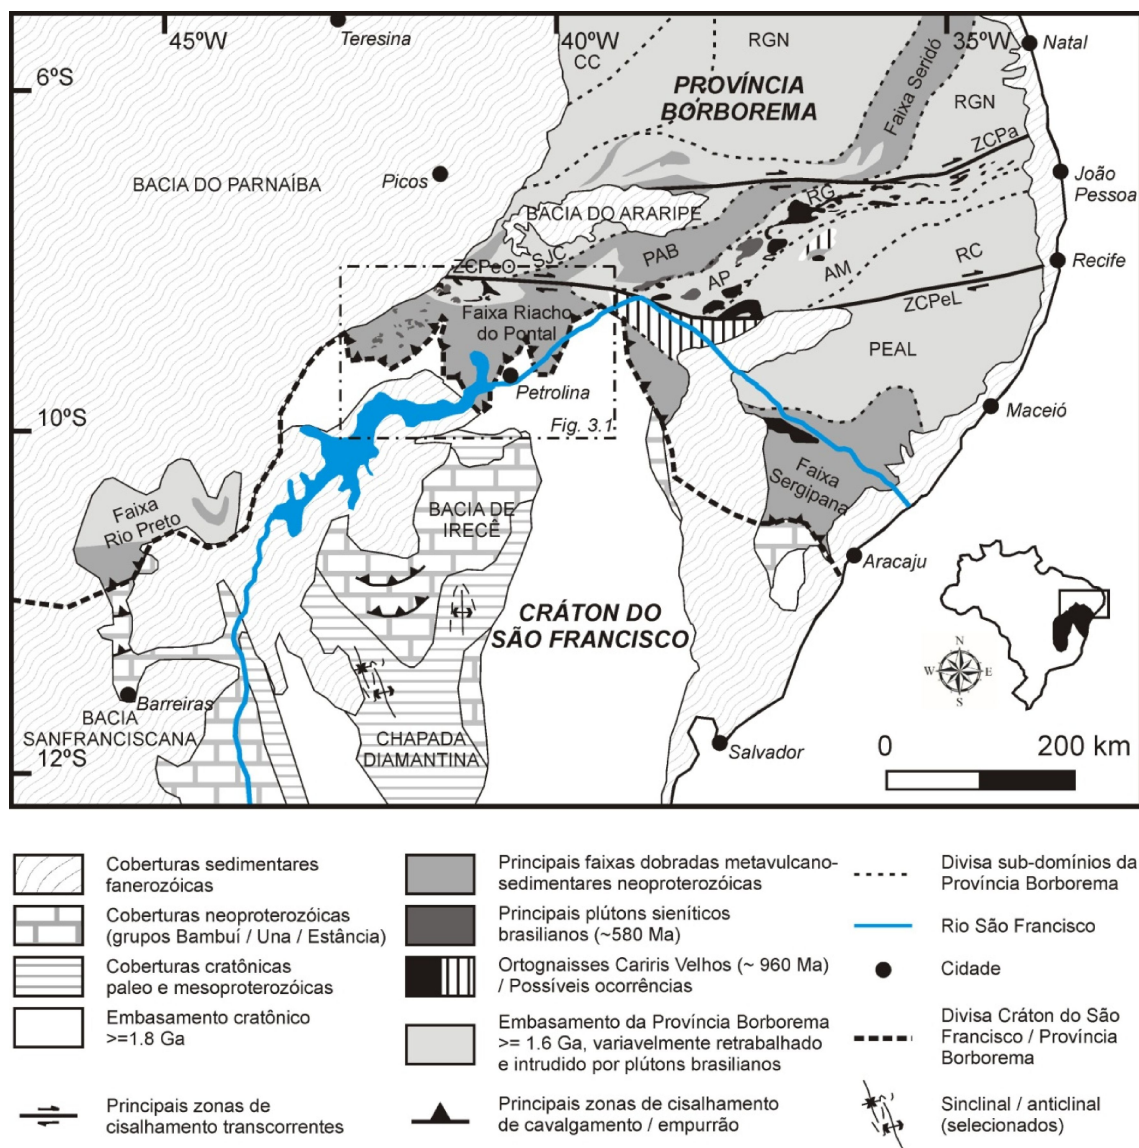 45ºW
40ºW
35ºW
Teresina
Natal
6ºS
CC
RGN
PROVÍNCIA
BORBOREMA
Faixa Seridó
RGN
ZCPa
João
Pessoa
Picos
BACIA DO PARNAÍBA
BACIA DO ARARIPE
RG
SJC
PAB
AP
AM
RC
Recife
ZCPeO
ZCPeL
Faixa Riacho
do Pontal
PEAL
Petrolina
Maceió
10ºS
Fig. 3.1
Faixa
Sergipana
Faixa
Rio Preto
BACIA DE
IRECÊ
Aracaju
CRÁTON DO
SÃO FRANCISCO
N
W
E
S
Barreiras
BACIA
SANFRANCISCANA
CHAPADA
DIAMANTINA
Salvador
12ºS
0
200 km
Coberturas sedimentares
fanerozóicas
Coberturas neoproterozóicas
(grupos Bambuí / Una / Estância)
Coberturas cratônicas
paleo e mesoproterozóicas
Embasamento cratônico
>=1.8 Ga
Principais zonas de
cisalhamento transcorrentes
Principais faixas dobradas metavulcano-
sedimentares neoproterozóicas
Principais plútons sieníticos
brasilianos (~580 Ma)
Ortognaisses Cariris Velhos (~ 960 Ma)
/ Possíveis ocorrências
Embasamento da Província Borborema
>= 1.6 Ga, variavelmente retrabalhado
e intrudido por plútons brasilianos
Principais zonas de cisalhamento
de cavalgamento / empurrão
Divisa sub-domínios da
Província Borborema
Rio São Francisco
Cidade
Divisa Cráton do São
Francisco / Província
Borborema
Sinclinal / anticlinal
(selecionados)